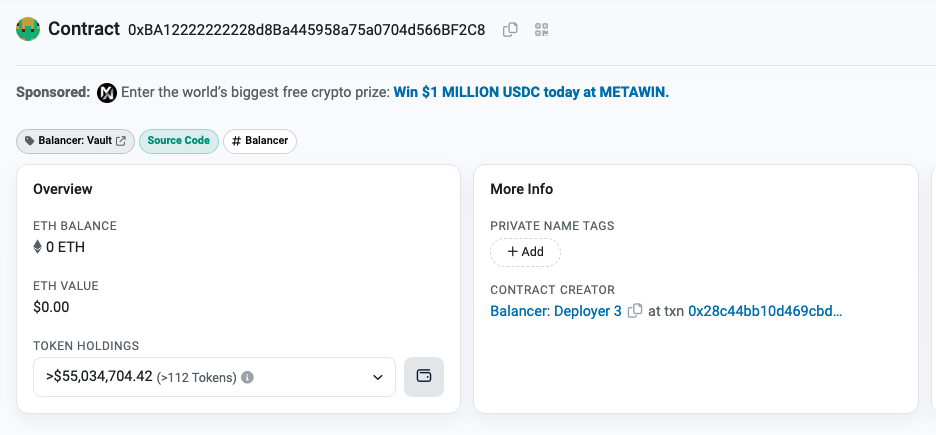 Contract 0xBA12222222228d8Ba445958a75a0704d566BF2C8
Sponsored: Enter the world's biggest free crypto prize: Win $1 MILLION USDC today at METAWIN.
Balancer: Vault Source Code # Balancer
Overview
ETH BALANCE
0 ETH
ETH VALUE
$0.00
TOKEN HOLDINGS
>$55,034,704.42 (>112 Tokens)
More Info
PRIVATE NAME TAGS
+ Add
CONTRACT CREATOR
Balancer: Deployer 3 at txn 0x28c44bb10d469cbd...